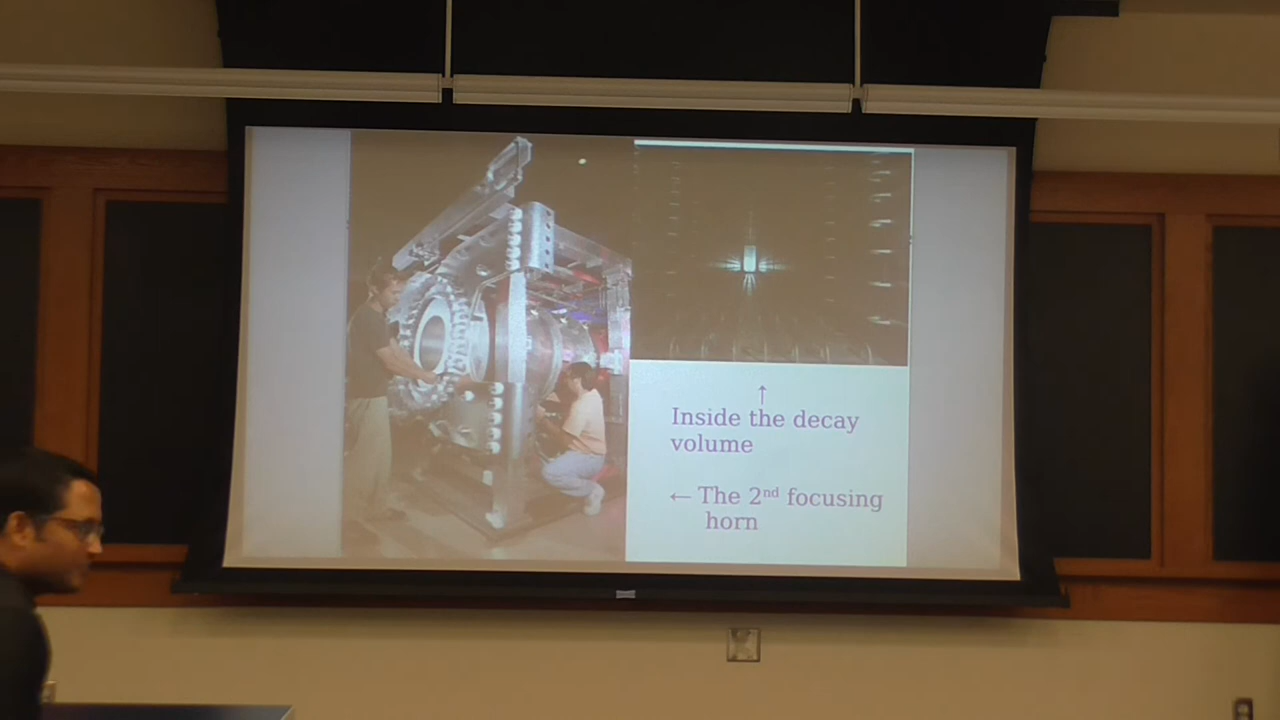 ↑
Inside the decay
volume
← The 2nd focusing
horn